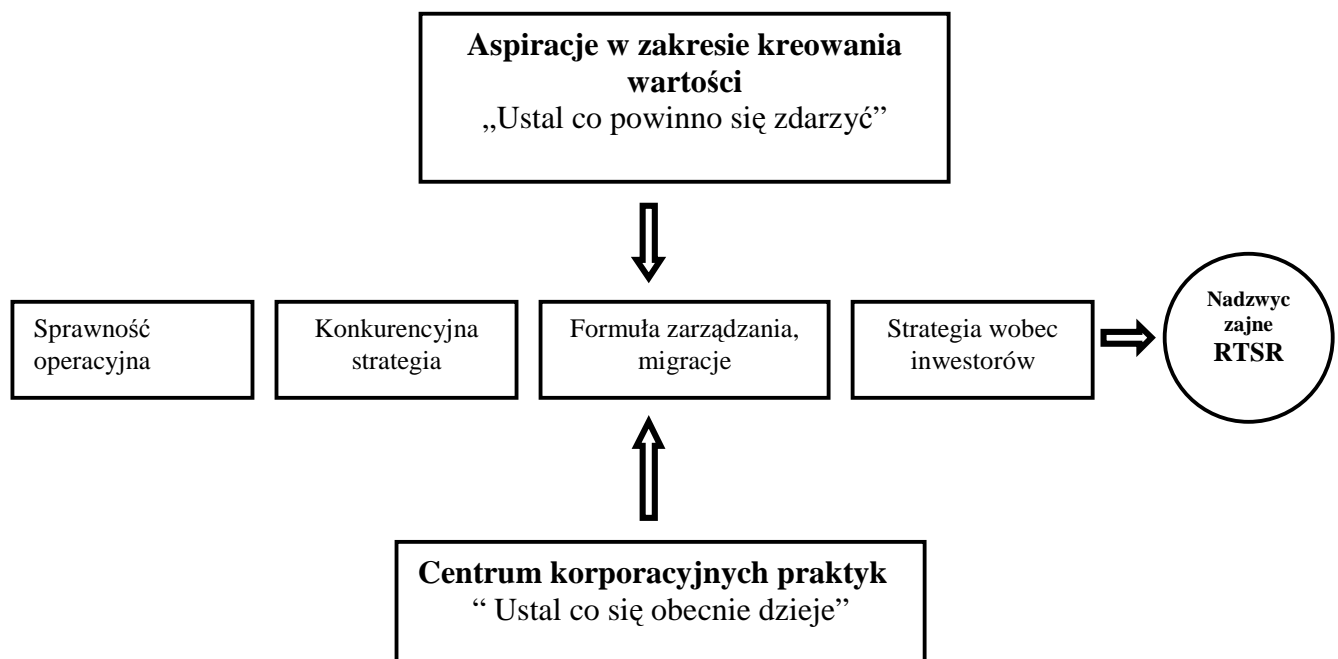 Aspiracje w zakresie kreowania
wartości
„Ustal co powinno się zdarzyć”
Sprawność
operacyjna
Konkurencyjna
strategia
Formuła zarządzania,
migracje
Strategia wobec
inwestorów
Nadzwyc
zajne
RTSR
Centrum korporacyjnych praktyk
“ Ustal co się obecnie dzieje”